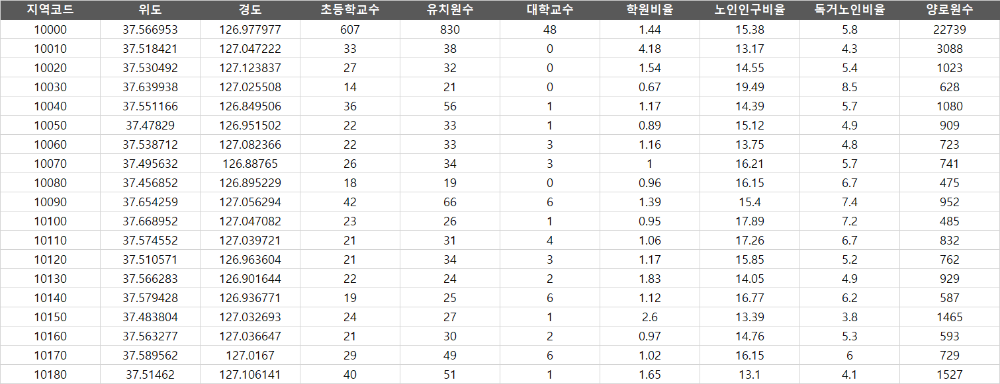 지역코드 위도 경도 초등학교수 유치원수 대학교수 학원비율 노인인구비율 독거노인비율 양로원수
10000 37.566953 126.977977 607 830 48 1.44 15.38 5.8 22739
10010 37.518421 127.047222 33 38 0 4.18 13.17 4.3 3088
10020 37.530492 127.123837 27 32 0 1.54 14.55 5.4 1023
10030 37.639938 127.025508 14 21 0 0.67 19.49 8.5 628
10040 37.551166 126.849506 36 56 1 1.17 14.39 5.7 1080
10050 37.47829 126.951502 22 33 1 0.89 15.12 4.9 909
10060 37.538712 127.082366 22 33 3 1.16 13.75 4.8 723
10070 37.495632 126.88765 26 34 3 1 16.21 5.7 741
10080 37.456852 126.895229 18 19 0 0.96 16.15 6.7 475
10090 37.654259 127.056294 42 66 6 1.39 15.4 7.4 952
10100 37.668952 127.047082 23 26 1 0.95 17.89 7.2 485
10110 37.574552 127.039721 21 31 4 1.06 17.26 6.7 832
10120 37.510571 126.963604 21 34 3 1.17 15.85 5.2 762
10130 37.566283 126.901644 22 24 2 1.83 14.05 4.9 929
10140 37.579428 126.936771 19 25 6 1.12 16.77 6.2 587
10150 37.483804 127.032693 24 27 1 2.6 13.39 3.8 1465
10160 37.563277 127.036647 21 30 2 0.97 14.76 5.3 593
10170 37.589562 127.0167 29 49 6 1.02 16.15 6 729
10180 37.51462 127.106141 40 51 1 1.65 13.1 4.1 1527